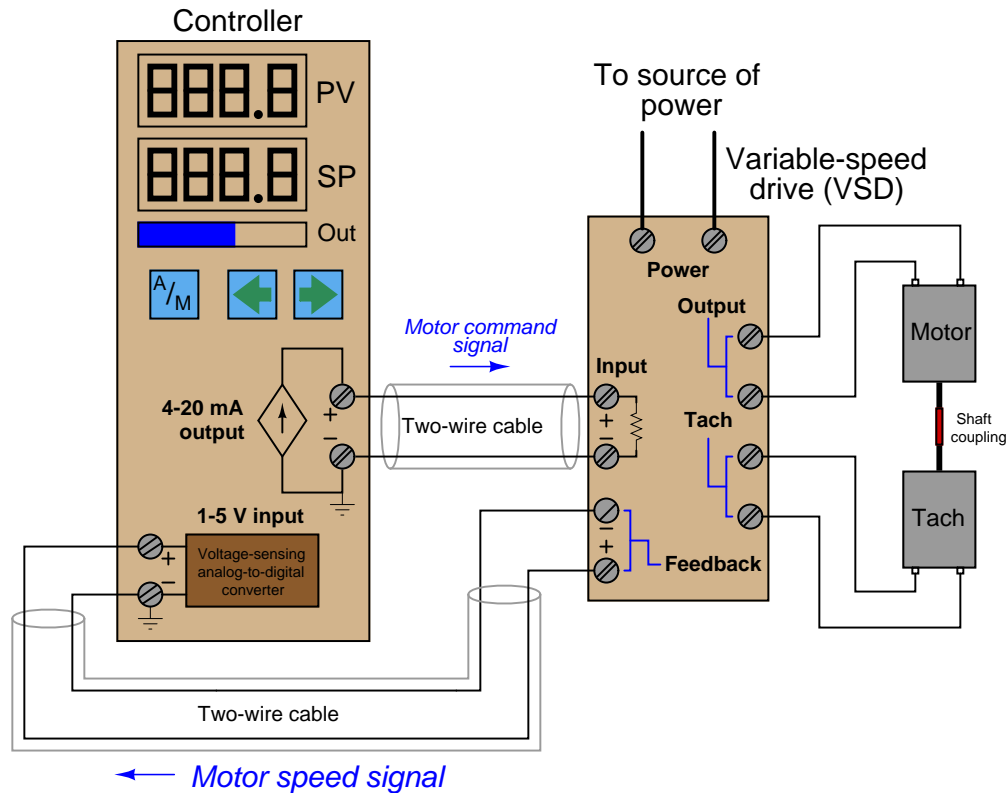 Controller
888.8 PV
888.8 SP
Out
A/M
4-20 mA
output
+
-
1-5 V input
Voltage-sensing
analog-to-digital
converter
+
-
Motor command
signal
Two-wire cable
To source of
power
Variable-speed
drive (VSD)
Power
Output
Input
+
-
Tach
-
+
Feedback
Motor
Shaft
coupling
Tach
Two-wire cable
Motor speed signal